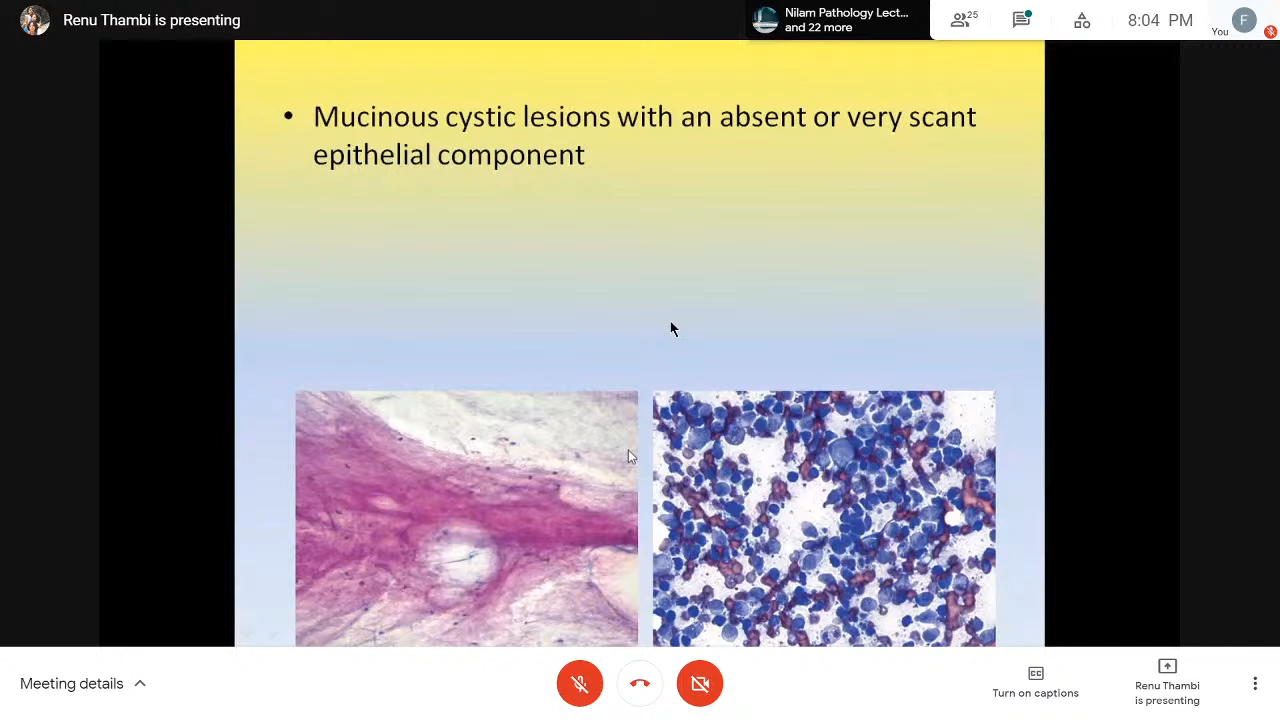 Renu Thambi is presenting
Nilam Pathology Lect...
and 22 more
25
8:04 PM
You
F
• Mucinous cystic lesions with an absent or very scant
epithelial component
Meeting details
CC
Turn on captions
Renu Thambi
is presenting